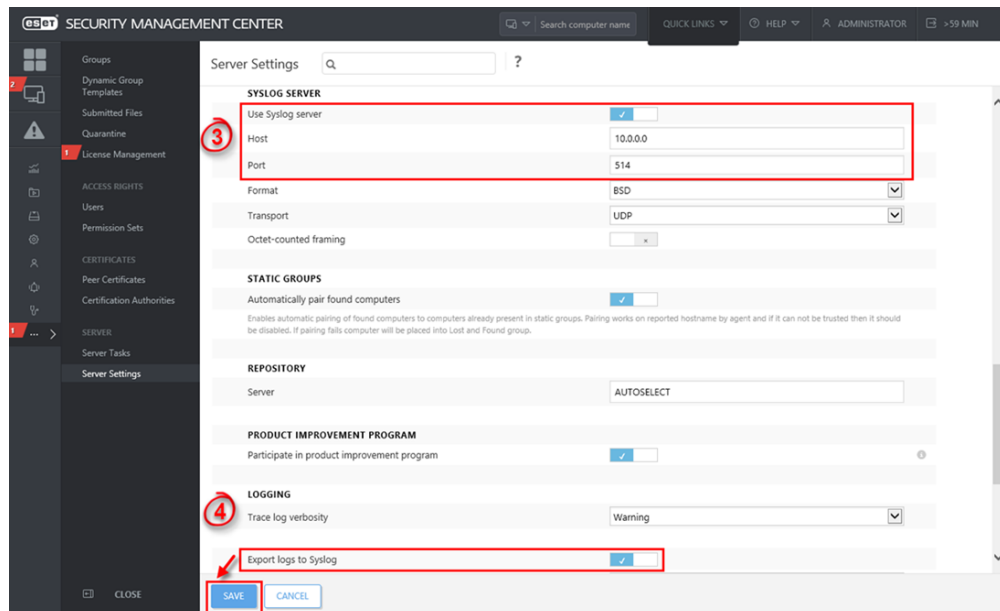 eset SECURITY MANAGEMENT CENTER
Search computer name
QUICK LINKS
HELP
ADMINISTRATOR
>59 MIN
Groups
Dynamic Group
Templates
Submitted Files
Quarantine
License Management
ACCESS RIGHTS
Users
Permission Sets
CERTIFICATES
Peer Certificates
Certification Authorities
SERVER
Server Tasks
Server Settings
CLOSE
2
1
1
Server Settings
?
SYSLOG SERVER
3
Use Syslog server
Host 10.0.0.0
Port 514
Format BSD
Transport UDP
Octet-counted framing
STATIC GROUPS
Automatically pair found computers
Enables automatic pairing of found computers to computers already present in static groups. Pairing works on reported hostname by agent and if it can not be trusted then it should
be disabled. If pairing fails computer will be placed into Lost and Found group.
REPOSITORY
Server AUTOSELECT
PRODUCT IMPROVEMENT PROGRAM
Participate in product improvement program
LOGGING
4
Trace log verbosity Warning
Export logs to Syslog
SAVE CANCEL